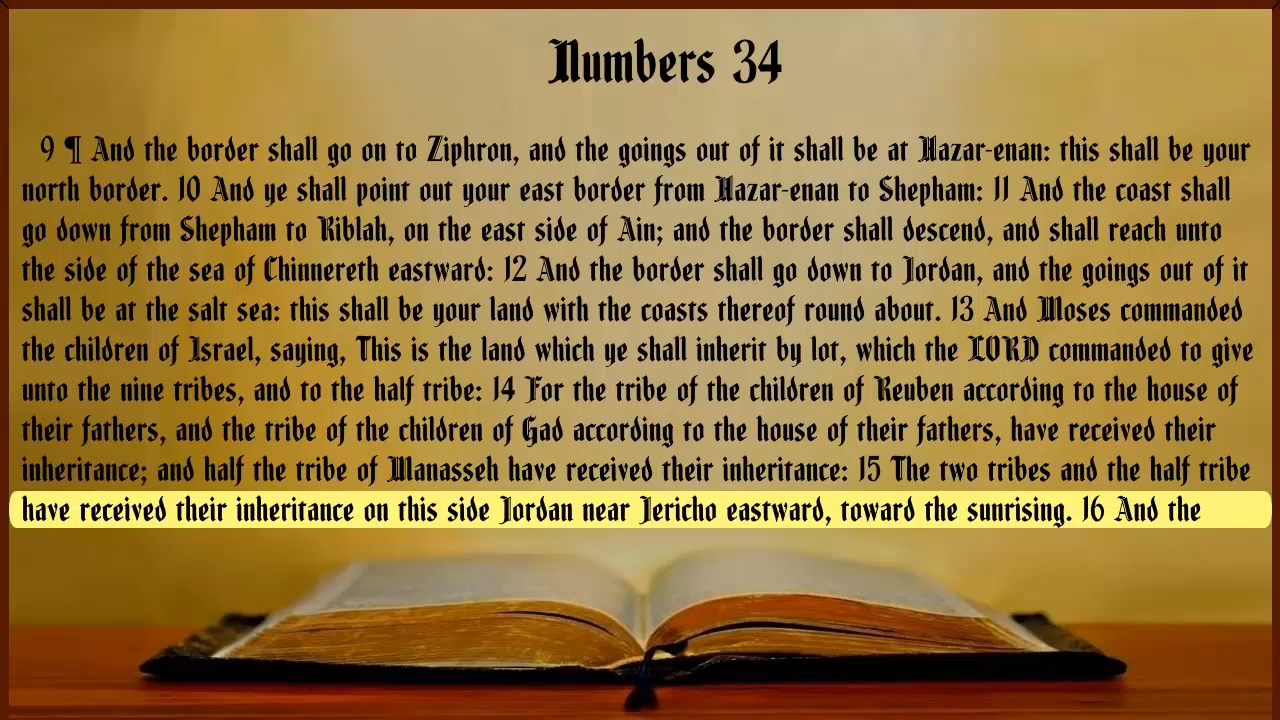 Numbers 34
9 ¶ And the border shall go on to Ziphron, and the goings out of it shall be at Hazar-enan: this shall be your
north border. 10 And ye shall point out your east border from Hazar-enan to Shepham: 11 And the coast shall
go down from Shepham to Riblah, on the east side of Ain; and the border shall descend, and shall reach unto
the side of the sea of Chinnereth eastward: 12 And the border shall go down to Jordan, and the goings out of it
shall be at the salt sea: this shall be your land with the coasts thereof round about. 13 And Moses commanded
the children of Israel, saying, This is the land which ye shall inherit by lot, which the LORD commanded to give
unto the nine tribes, and to the half tribe: 14 For the tribe of the children of Reuben according to the house of
their fathers, and the tribe of the children of Gad according to the house of their fathers, have received their
inheritance; and half the tribe of Manasseh have received their inheritance: 15 The two tribes and the half tribe
have received their inheritance on this side Jordan near Jericho eastward, toward the sunrising. 16 And the